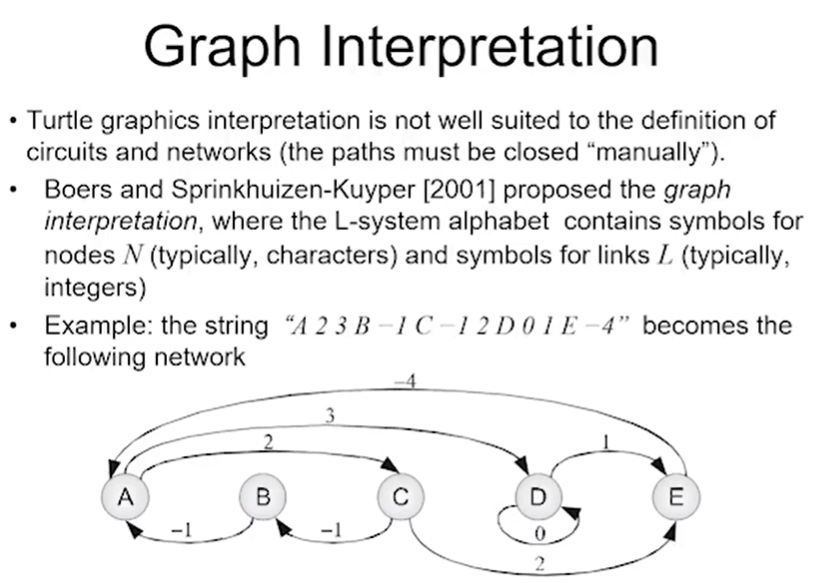 Graph Interpretation
• Turtle graphics interpretation is not well suited to the definition of
circuits and networks (the paths must be closed “manually”).
• Boers and Sprinkhuizen-Kuyper [2001] proposed the graph
interpretation, where the L-system alphabet contains symbols for
nodes N (typically, characters) and symbols for links L (typically,
integers)
• Example: the string “A 2 3 B –1 C –1 2 D 0 1 E –4” becomes the
following network
–4
3
2
1
A B C D E
–1 –1 0
2